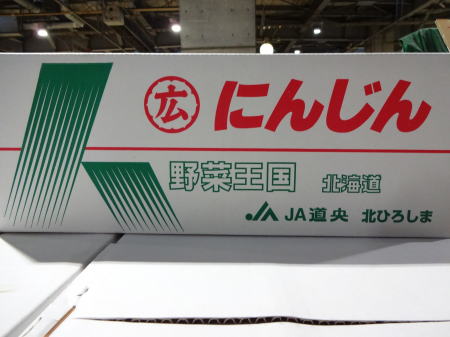 広 にんじん
野菜王国 北海道
JA JA道央 北ひろしま